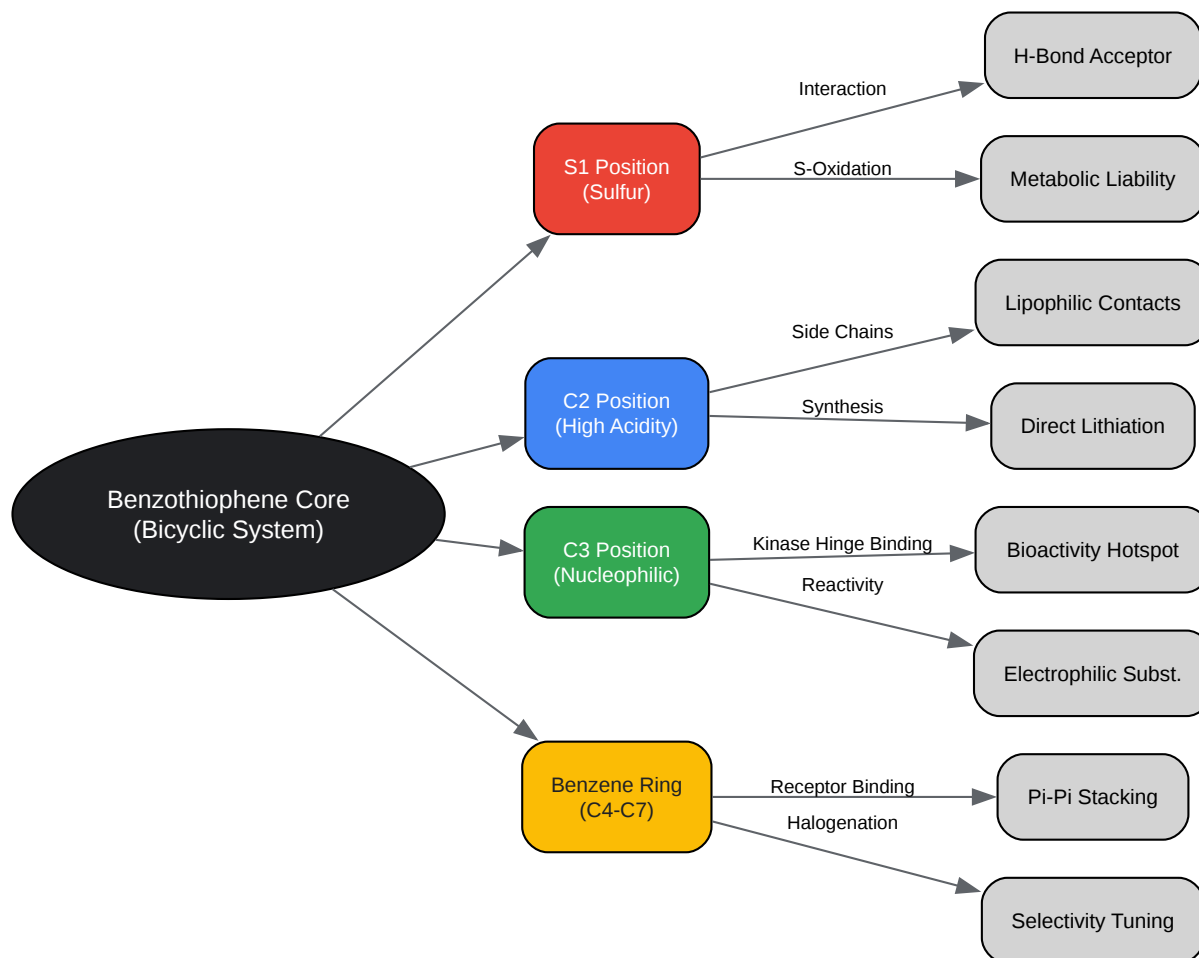 Benzothiophene Core
(Bicyclic System)
S1 Position
(Sulfur)
Interaction
H-Bond Acceptor
S-Oxidation
Metabolic Liability
C2 Position
(High Acidity)
Side Chains
Lipophilic Contacts
Synthesis
Direct Lithiation
C3 Position
(Nucleophilic)
Kinase Hinge Binding
Bioactivity Hotspot
Reactivity
Electrophilic Subst.
Benzene Ring
(C4-C7)
Receptor Binding
Pi-Pi Stacking
Halogenation
Selectivity Tuning